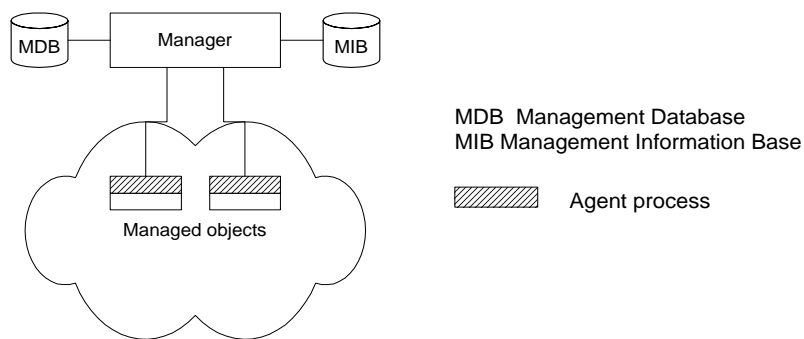 MDB
Manager
MIB
MDB Management Database
MIB Management Information Base
Agent process
Managed objects